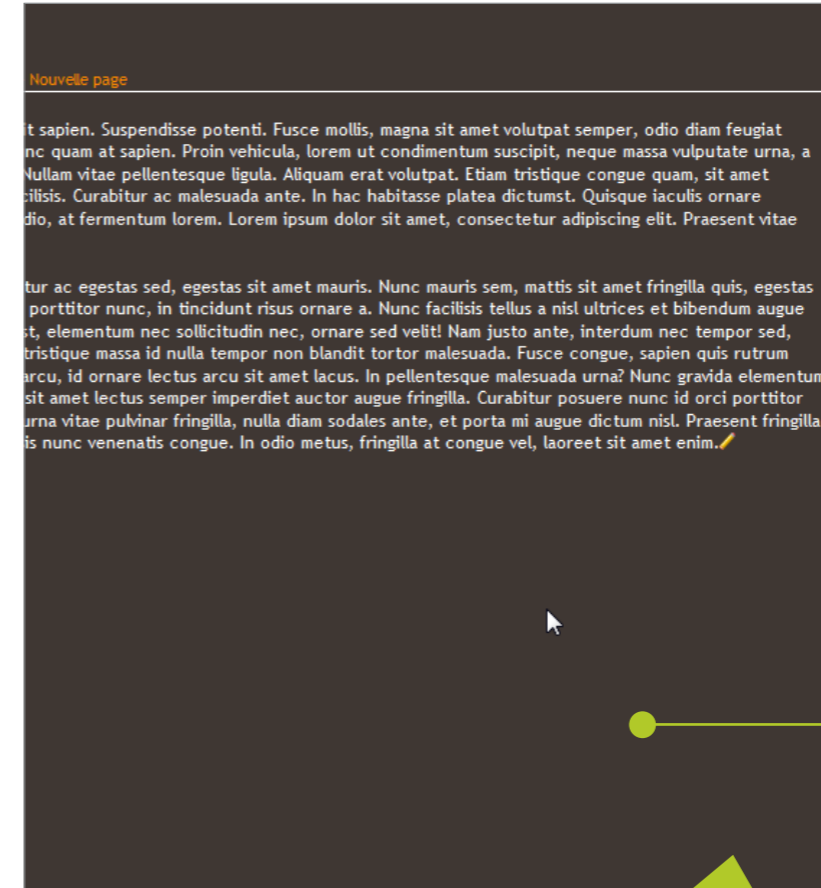 Nouvelle page
it sapien. Suspendisse potenti. Fusce mollis, magna sit amet volutpat semper, odio diam feugiat
nc quam at sapien. Proin vehicula, lorem ut condimentum suscipit, neque massa vulputate urna, a
Nullam vitae pellentesque ligula. Aliquam erat volutpat. Etiam tristique congue quam, sit amet
cilisis. Curabitur ac malesuada ante. In hac habitasse platea dictumst. Quisque iaculis ornare
dio, at fermentum lorem. Lorem ipsum dolor sit amet, consectetur adipiscing elit. Praesent vitae
tur ac egestas sed, egestas sit amet mauris. Nunc mauris sem, mattis sit amet fringilla quis, egestas
porttitor nunc, in tincidunt risus ornare a. Nunc facilisis tellus a nisl ultrices et bibendum augue
st, elementum nec sollicitudin nec, ornare sed velit! Nam justo ante, interdum nec tempor sed,
tristique massa id nulla tempor non blandit tortor malesuada. Fusce congue, sapien quis rutrum
arcu, id ornare lectus arcu sit amet lacus. In pellentesque malesuada urna? Nunc gravida elementum
sit amet lectus semper imperdiet auctor augue fringilla. Curabitur posuere nunc id orci porttitor
urna vitae pulvinar fringilla, nulla diam sodales ante, et porta mi augue dictum nisl. Praesent fringilla
is nunc venenatis congue. In odio metus, fringilla at congue vel, laoreet sit amet enim.